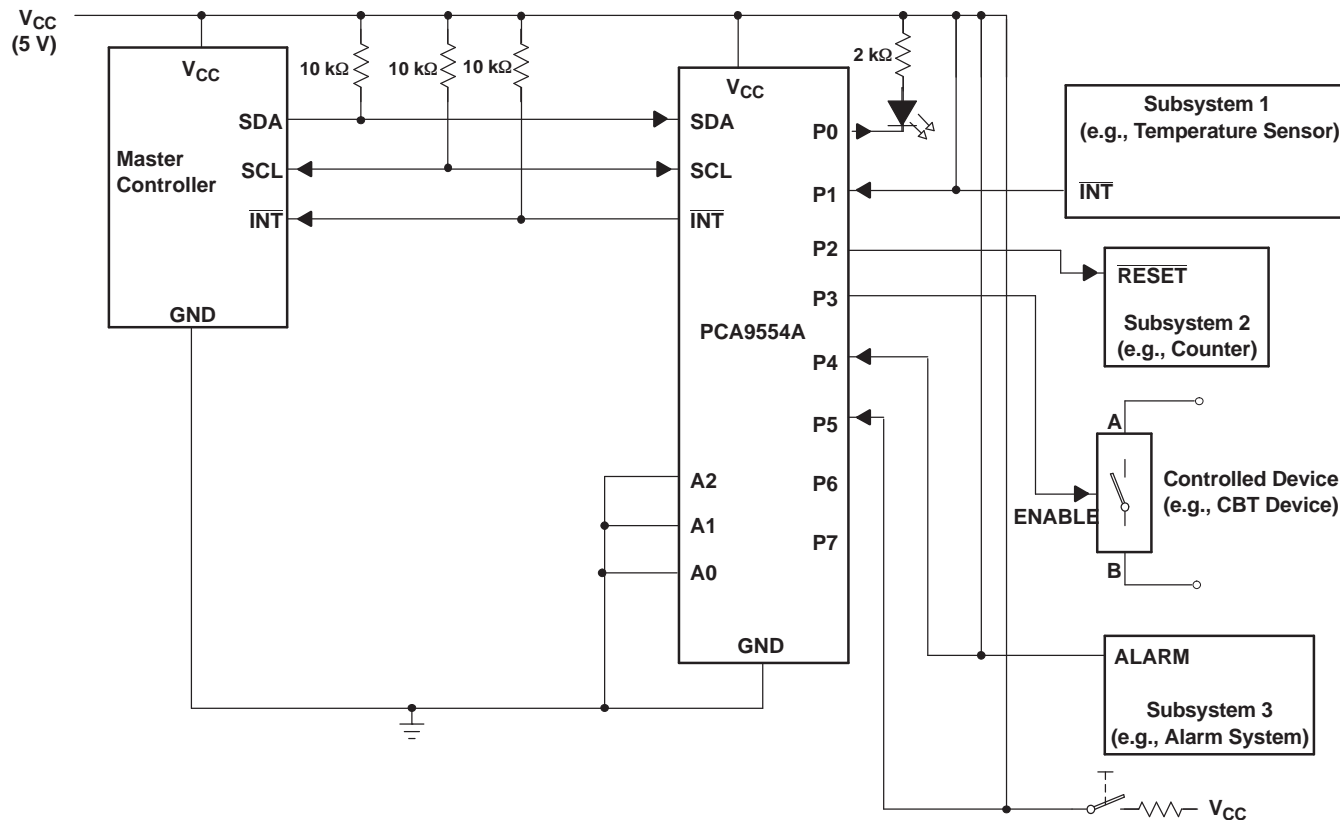 VCC
(5 V)
VCC
10 kΩ
10 kΩ
10 kΩ
2 kΩ
SDA
Master
Controller
SCL
INT
GND
VCC
SDA
SCL
INT
PCA9554A
A2
A1
A0
GND
P0
P1
P2
P3
P4
P5
P6
P7
Subsystem 1
(e.g., Temperature Sensor)
INT
RESET
Subsystem 2
(e.g., Counter)
A
Controlled Device
(e.g., CBT Device)
ENABLE
B
ALARM
Subsystem 3
(e.g., Alarm System)
VCC